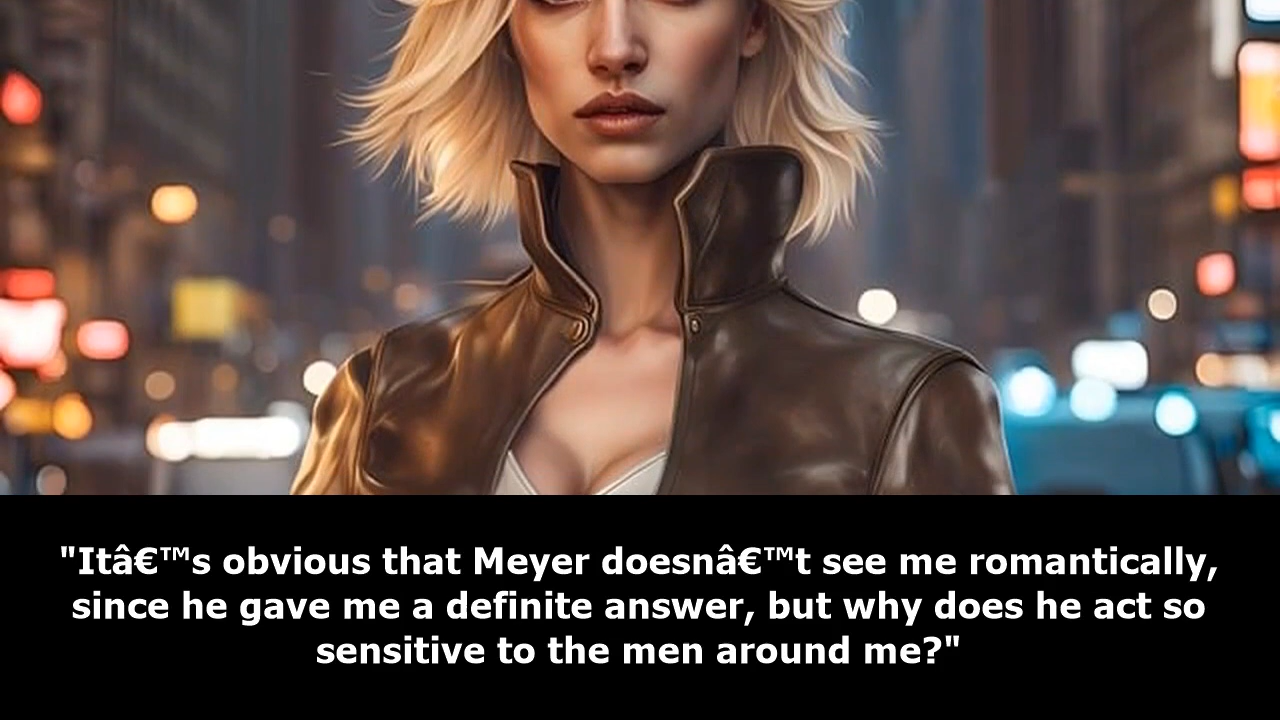 "Itâ€™s obvious that Meyer doesnâ€™t see me romantically,
since he gave me a definite answer, but why does he act so
sensitive to the men around me?"